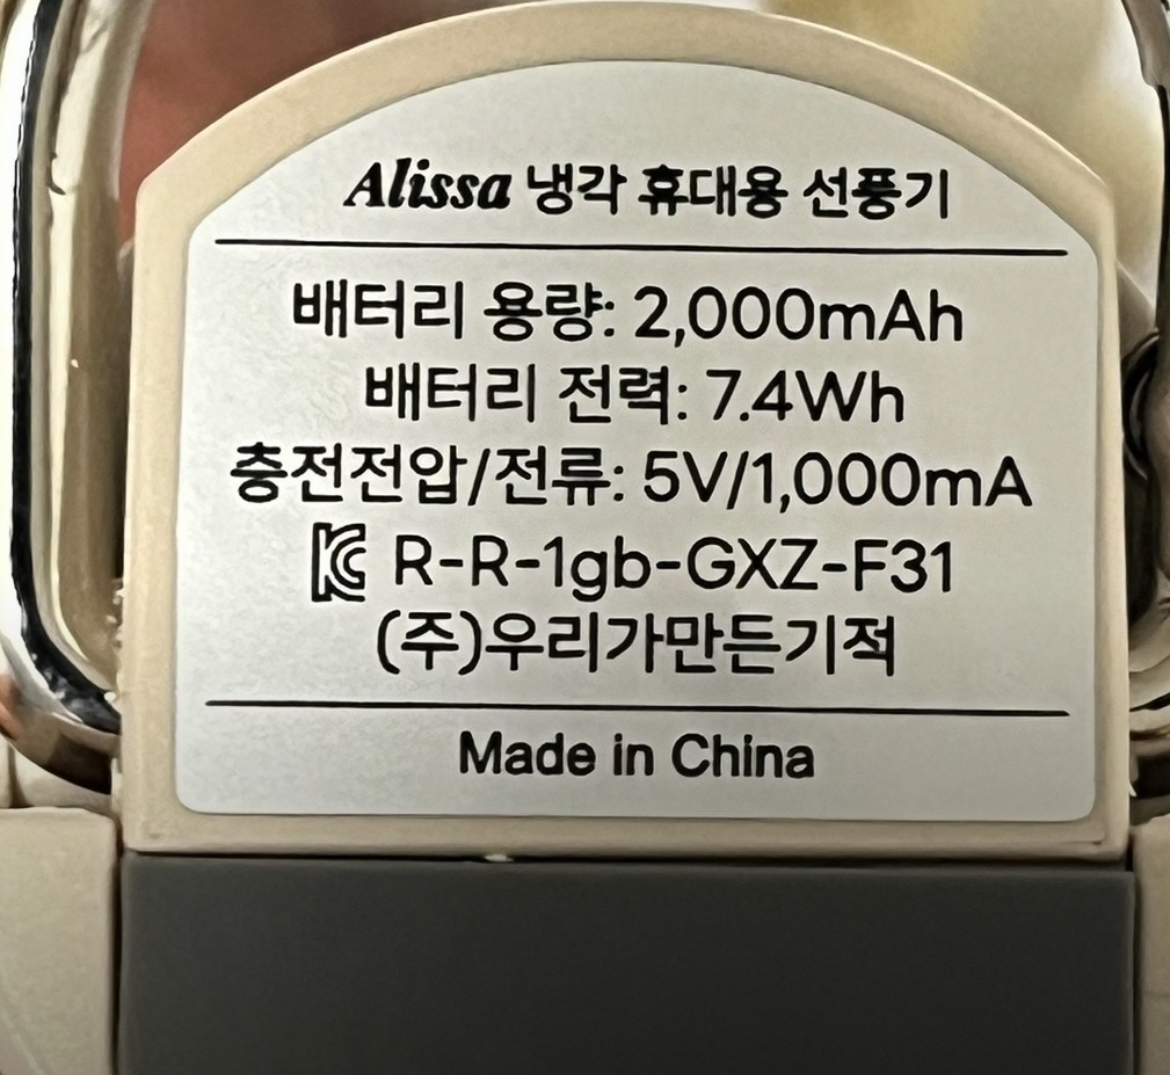 Alissa 냉각 휴대용 선풍기
배터리 용량: 2,000mAh
배터리 전력: 7.4Wh
충전전압/전류: 5V/1,000mA
KC R-R-1gb-GXZ-F31
(주)우리가만든기적
Made in China